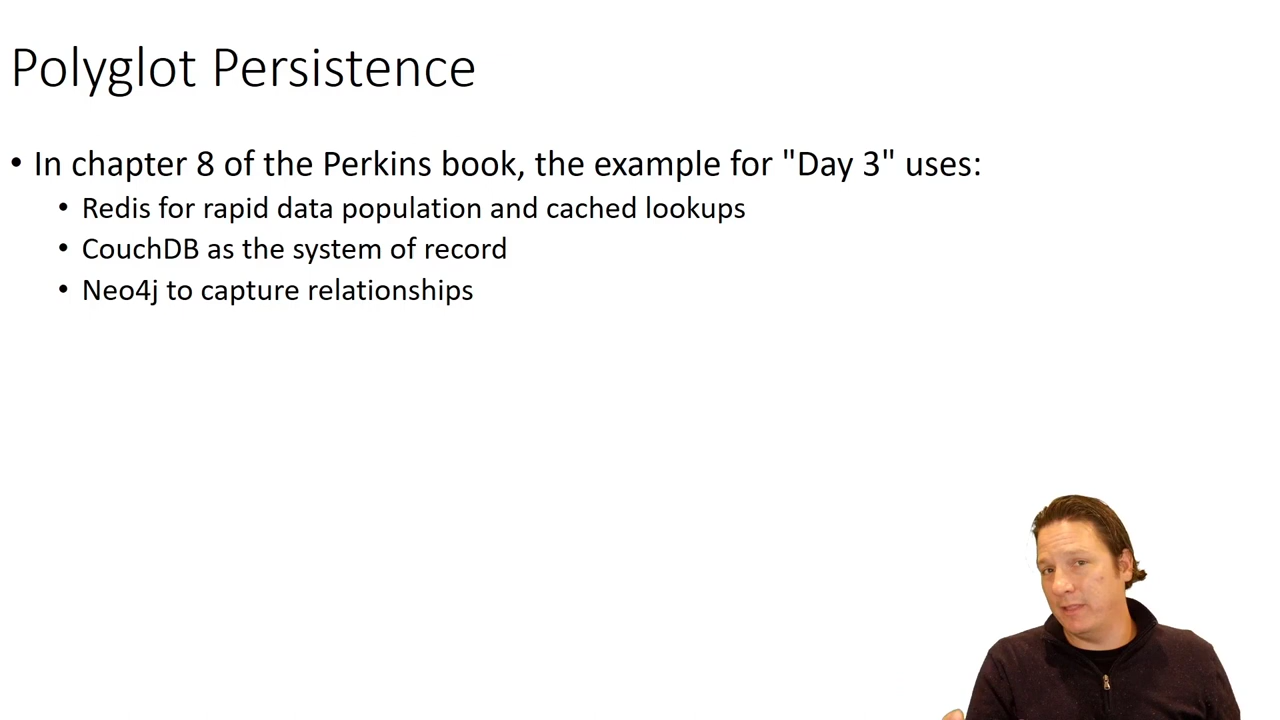 Polyglot Persistence
• In chapter 8 of the Perkins book, the example for "Day 3" uses:
• Redis for rapid data population and cached lookups
• CouchDB as the system of record
• Neo4j to capture relationships